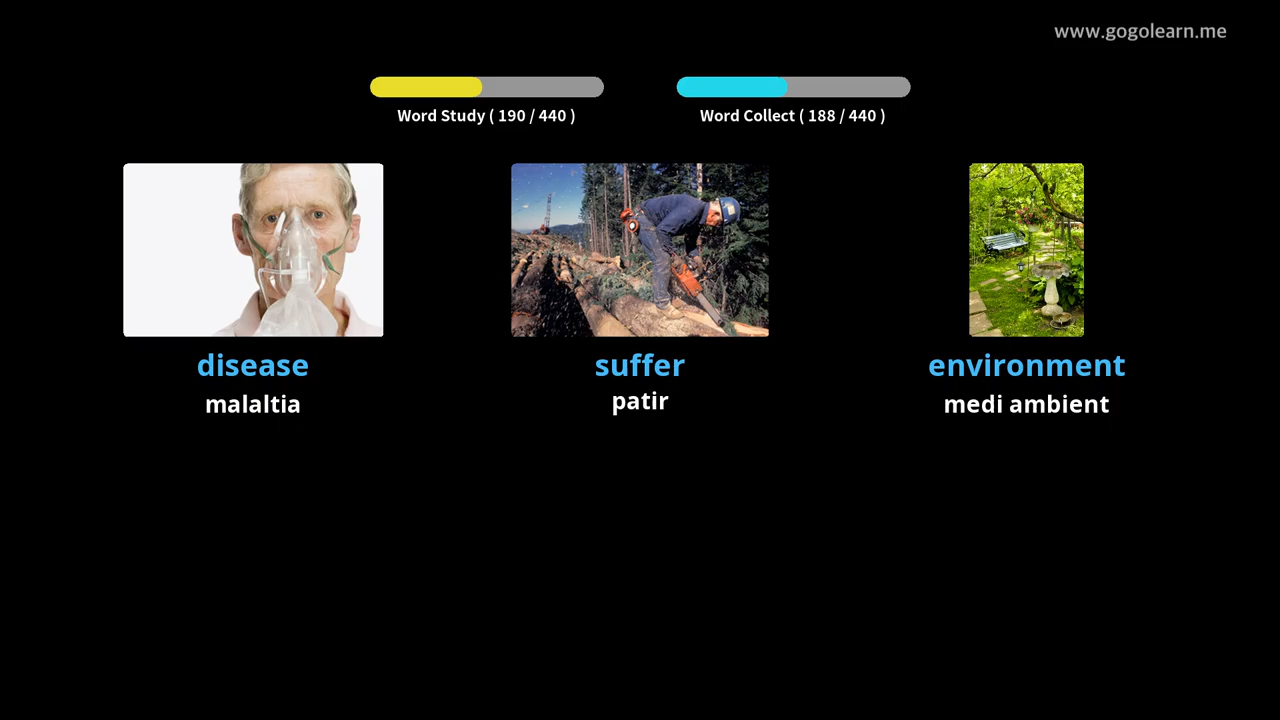 www.gogolearn.me
Word Study ( 190 / 440 )
Word Collect ( 188 / 440 )
disease
malaltia
suffer
patir
environment
medi ambient